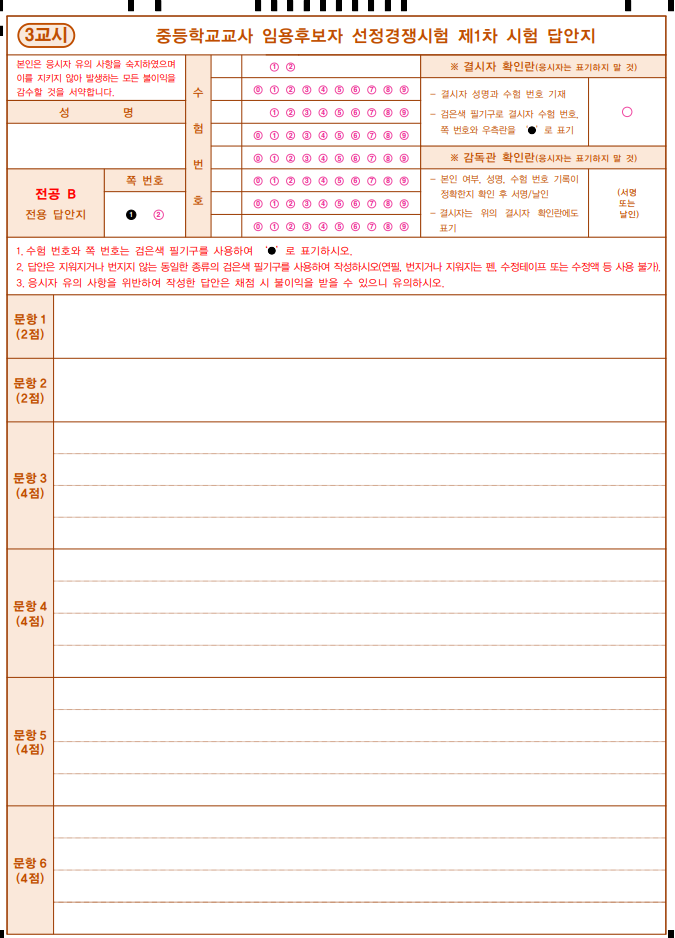 3교시
중등학교교사 임용후보자 선정경쟁시험 제1차 시험 답안지
본인은 응시자 유의 사항을 숙지하였으며
이를 지키지 않아 발생하는 모든 불이익을
감수할 것을 서약합니다.
성 명
전공 B
전용 답안지
쪽 번호
❶ ②
수
험
번
호
① ②
⓪ ① ② ③ ④ ⑤ ⑥ ⑦ ⑧ ⑨
① ② ③ ④ ⑤ ⑥ ⑦ ⑧ ⑨
⓪ ① ② ③ ④ ⑤ ⑥ ⑦ ⑧ ⑨
⓪ ① ② ③ ④ ⑤ ⑥ ⑦ ⑧ ⑨
⓪ ① ② ③ ④ ⑤ ⑥ ⑦ ⑧ ⑨
⓪ ① ② ③ ④ ⑤ ⑥ ⑦ ⑧ ⑨
⓪ ① ② ③ ④ ⑤ ⑥ ⑦ ⑧ ⑨
※ 결시자 확인란(응시자는 표기하지 말 것)
– 결시자 성명과 수험 번호 기재
– 검은색 필기구로 결시자 수험 번호,
쪽 번호와 우측란을 '●' 로 표기
○
※ 감독관 확인란(응시자는 표기하지 말 것)
– 본인 여부, 성명, 수험 번호 기록이
정확한지 확인 후 서명/날인
– 결시자는 위의 결시자 확인란에도
표기
(서명
또는
날인)
1. 수험 번호와 쪽 번호는 검은색 필기구를 사용하여 '●' 로 표기하시오.
2. 답안은 지워지거나 번지지 않는 동일한 종류의 검은색 필기구를 사용하여 작성하시오(연필, 번지거나 지워지는 펜, 수정테이프 또는 수정액 등 사용 불가).
3. 응시자 유의 사항을 위반하여 작성한 답안은 채점 시 불이익을 받을 수 있으니 유의하시오.
문항 1
(2점)
문항 2
(2점)
문항 3
(4점)
문항 4
(4점)
문항 5
(4점)
문항 6
(4점)